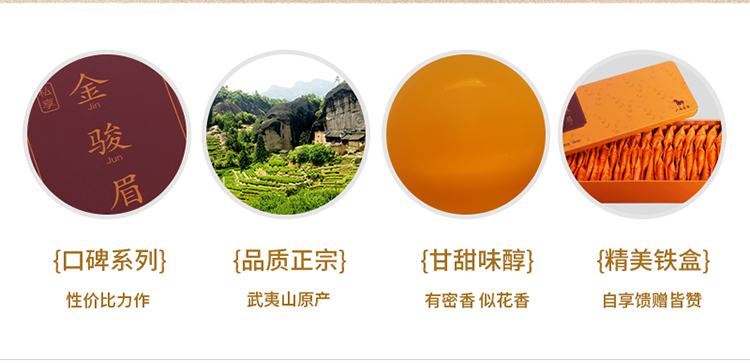 私享
金
Jin
骏
Jun
眉
{口碑系列}
{品质正宗}
{甘甜味醇}
{精美铁盒}
性价比力作
武夷山原产
有密香 似花香
自享馈赠皆赞